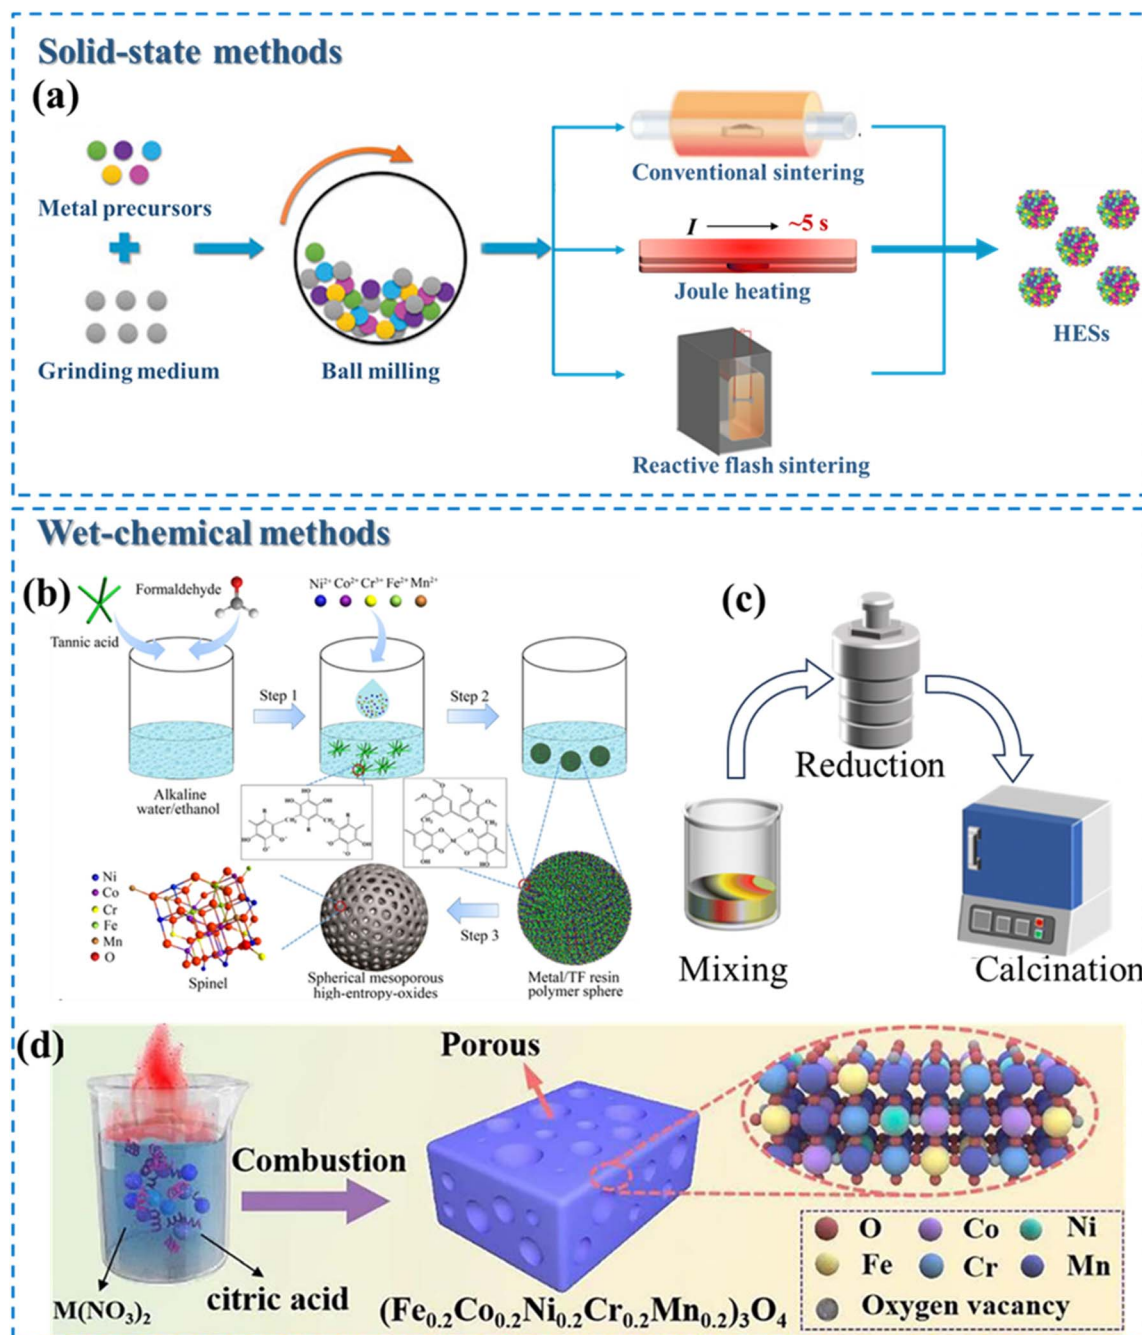 Solid-state methods
(a)
Metal precursors
Grinding medium
Ball milling
Conventional sintering
I
~5 s
Joule heating
Reactive flash sintering
HESs
Wet-chemical methods
(b)
Tannic acid
Formaldehyde
Ni²⁺ Co²⁺ Cr³⁺ Fe²⁺ Mn²⁺
Step 1
Step 2
Alkaline
water/ethanol
Ni
Co
Cr
Fe
Mn
O
Spinel
Spherical mesoporous
high-entropy-oxides
Step 3
Metal/TF resin
polymer sphere
(c)
Mixing
Reduction
Calcination
(d)
M(NO₃)₂
citric acid
Combustion
Porous
(Fe₀.₂Co₀.₂Ni₀.₂Cr₀.₂Mn₀.₂)₃O₄
O Co Ni
Fe Cr Mn
Oxygen vacancy